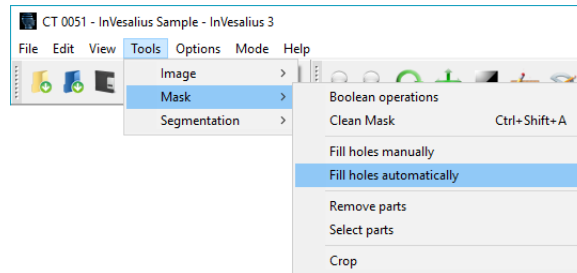 CT 0051 - InVesalius Sample - InVesalius 3
File Edit View Tools Options Mode Help
Image
Mask
Segmentation
Boolean operations
Clean Mask Ctrl+Shift+A
Fill holes manually
Fill holes automatically
Remove parts
Select parts
Crop